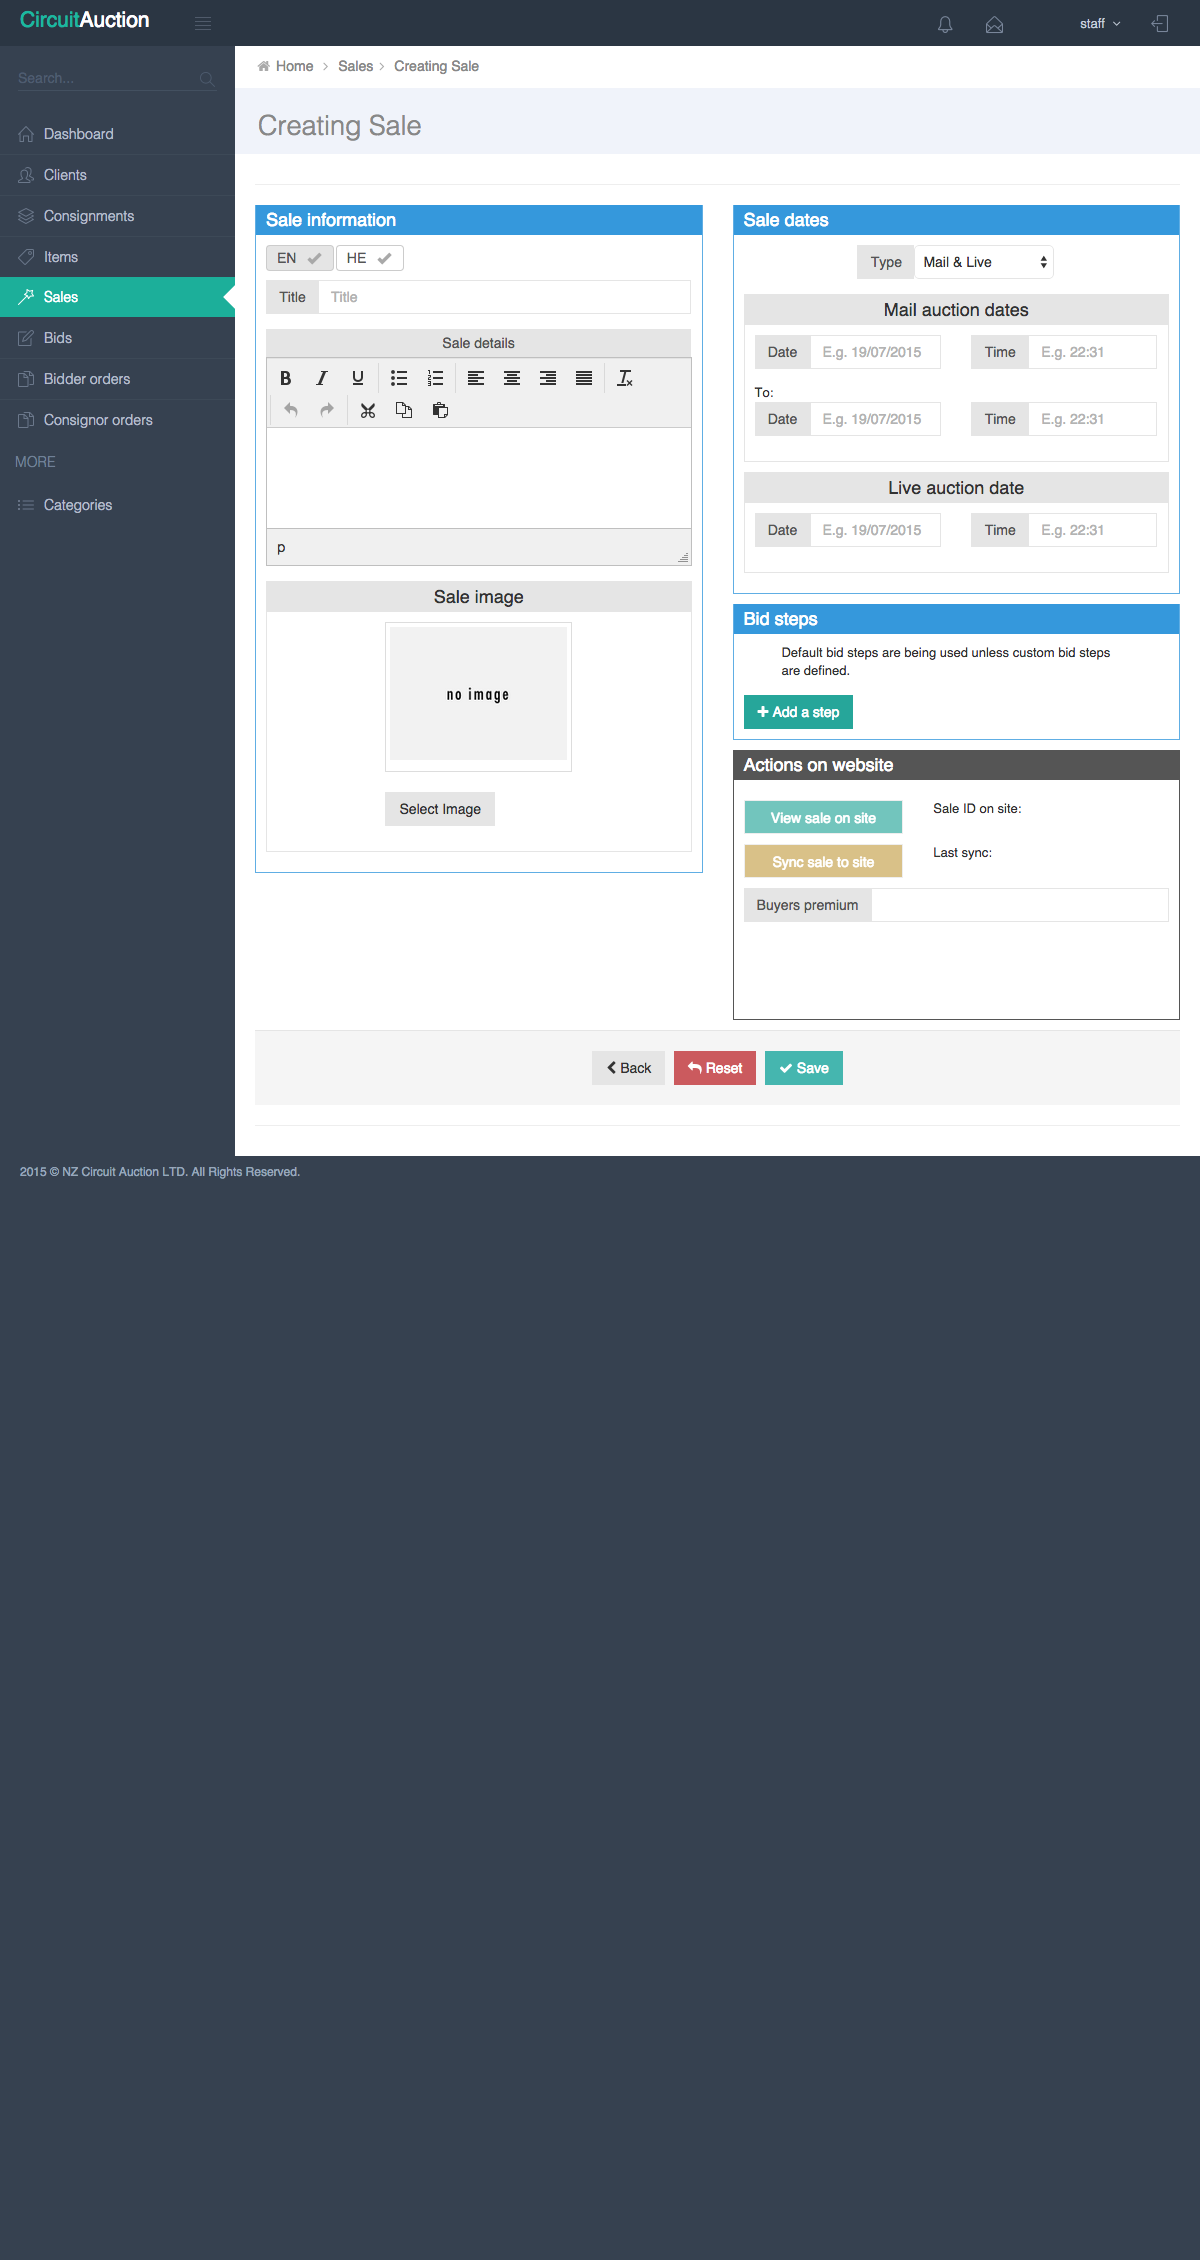 CircuitAuction
staff
Search...
Dashboard
Clients
Consignments
Items
Sales
Bids
Bidder orders
Consignor orders
MORE
Categories
Home > Sales > Creating Sale
Creating Sale
Sale information
EN HE
Title Title
Sale details
B I U
p
Sale image
no image
Select Image
Sale dates
Type Mail & Live
Mail auction dates
Date E.g. 19/07/2015 Time E.g. 22:31
To:
Date E.g. 19/07/2015 Time E.g. 22:31
Live auction date
Date E.g. 19/07/2015 Time E.g. 22:31
Bid steps
Default bid steps are being used unless custom bid steps
are defined.
Add a step
Actions on website
View sale on site Sale ID on site:
Sync sale to site Last sync:
Buyers premium
Back Reset Save
2015 © NZ Circuit Auction LTD. All Rights Reserved.